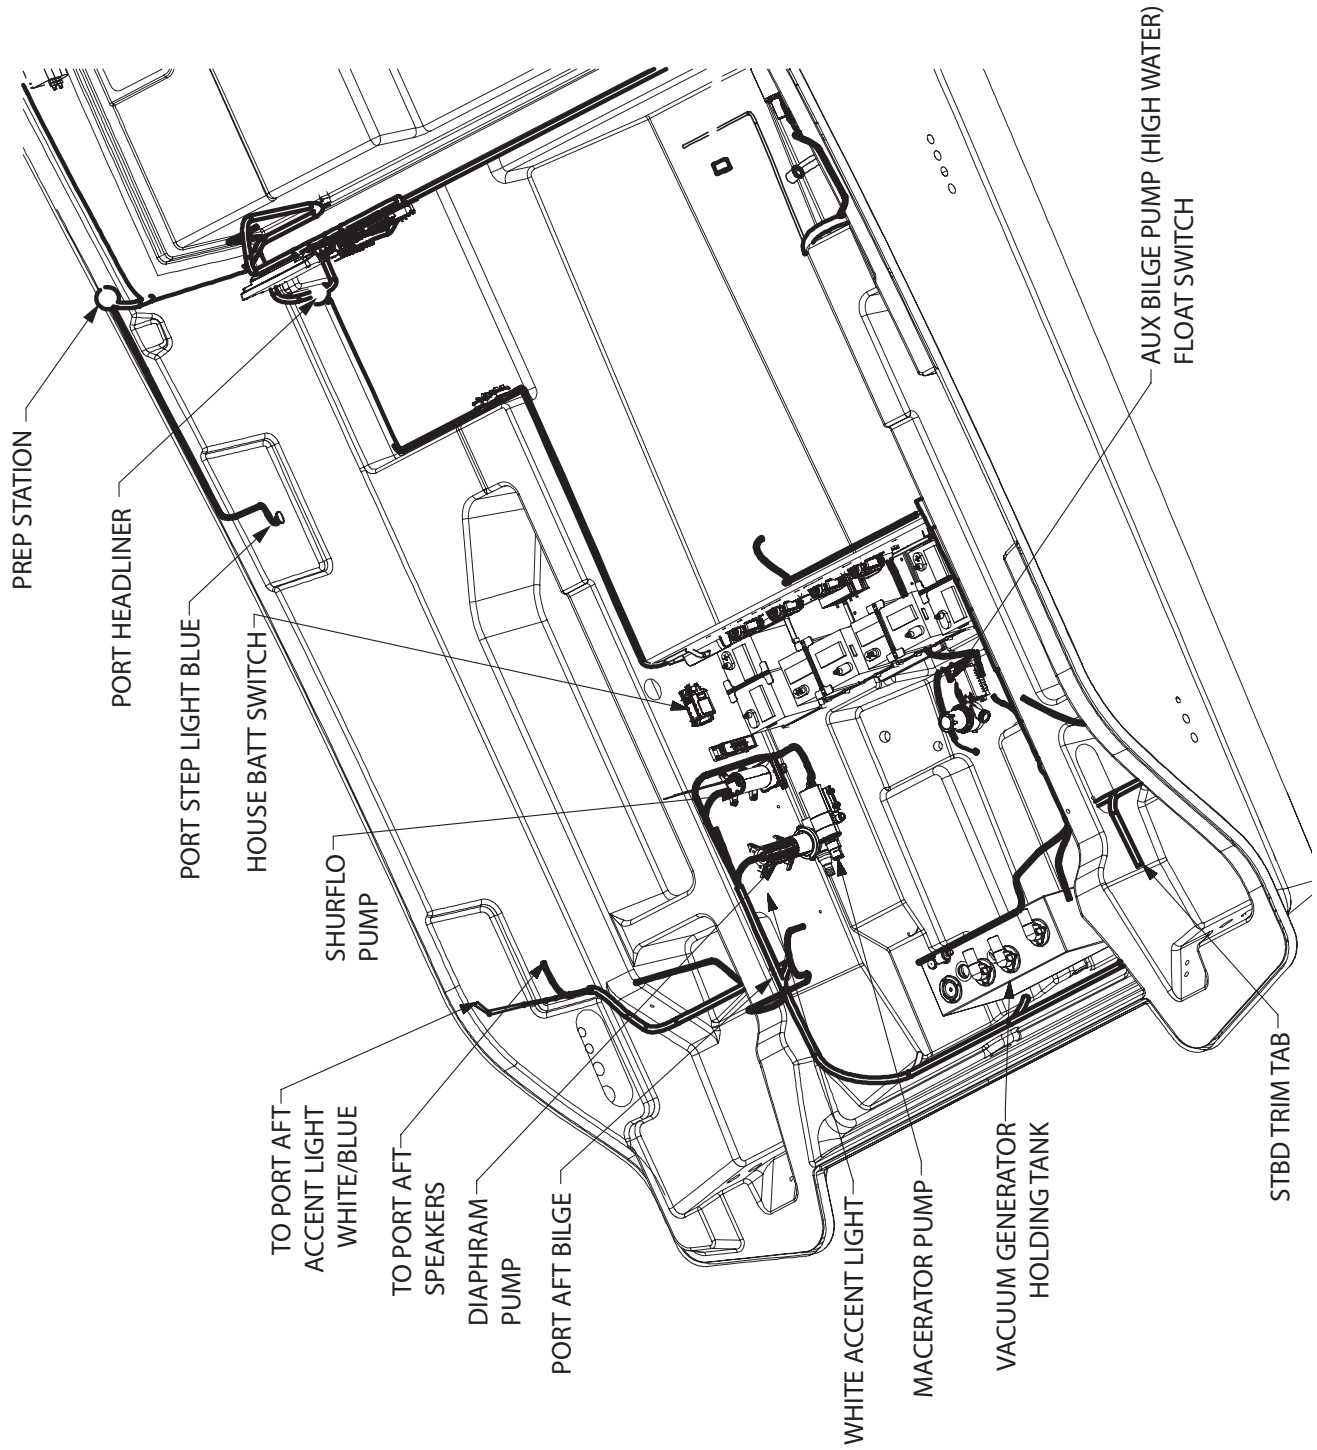 PREP STATION
PORT HEADLINER
PORT STEP LIGHT BLUE
HOUSE BATT SWITCH
SHURFLO
PUMP
TO PORT AFT
ACCENT LIGHT
WHITE/BLUE
TO PORT AFT
SPEAKERS
DIAPHRAM
PUMP
PORT AFT BILGE
WHITE ACCENT LIGHT
MACERATOR PUMP
VACUUM GENERATOR
HOLDING TANK
STBD TRIM TAB
AUX BILGE PUMP (HIGH WATER)
FLOAT SWITCH